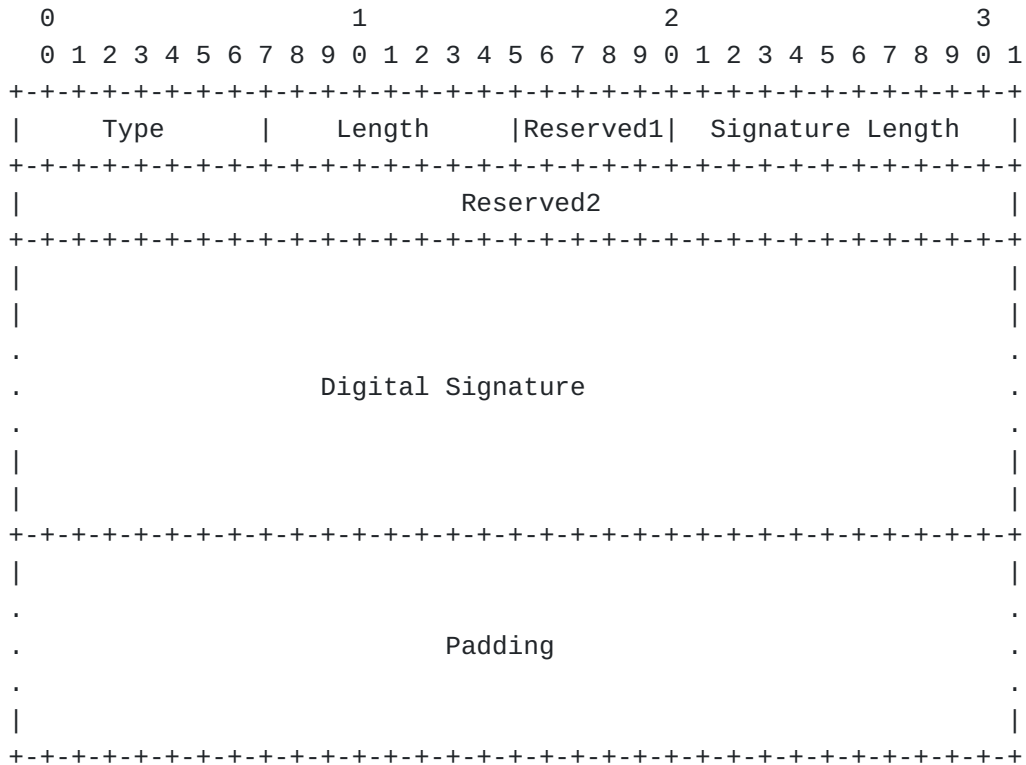 0                   1                   2                   3
 0 1 2 3 4 5 6 7 8 9 0 1 2 3 4 5 6 7 8 9 0 1 2 3 4 5 6 7 8 9 0 1
+-+-+-+-+-+-+-+-+-+-+-+-+-+-+-+-+-+-+-+-+-+-+-+-+-+-+-+-+-+-+-+-+
|     Type      |    Length     |Reserved1|  Signature Length   |
+-+-+-+-+-+-+-+-+-+-+-+-+-+-+-+-+-+-+-+-+-+-+-+-+-+-+-+-+-+-+-+-+
|                            Reserved2                          |
+-+-+-+-+-+-+-+-+-+-+-+-+-+-+-+-+-+-+-+-+-+-+-+-+-+-+-+-+-+-+-+-+
|                                                               |
|                                                               |
.                                                               .
.                   Digital Signature                           .
.                                                               .
|                                                               |
|                                                               |
+-+-+-+-+-+-+-+-+-+-+-+-+-+-+-+-+-+-+-+-+-+-+-+-+-+-+-+-+-+-+-+-+
|                                                               |
.                                                               .
.                           Padding                             .
.                                                               .
|                                                               |
+-+-+-+-+-+-+-+-+-+-+-+-+-+-+-+-+-+-+-+-+-+-+-+-+-+-+-+-+-+-+-+-+